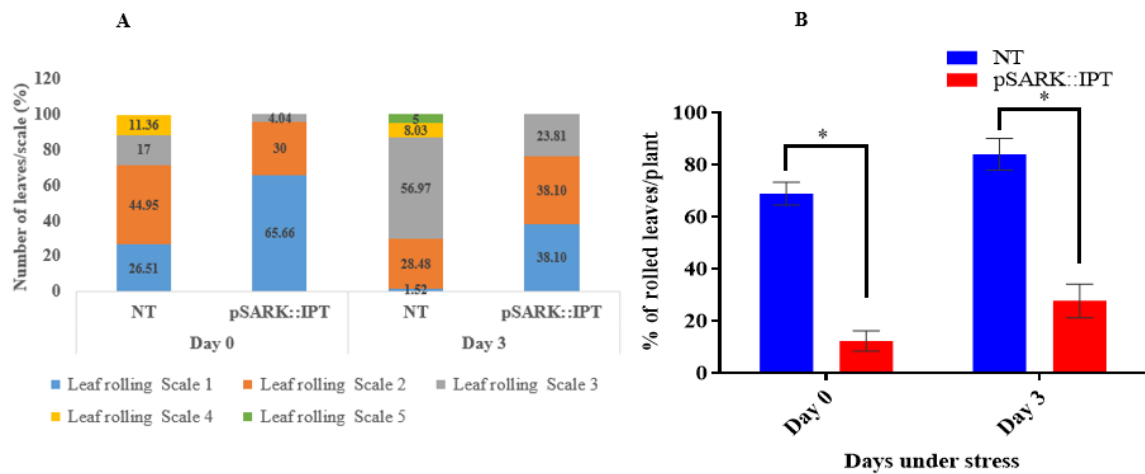 A
Number of leaves/scale (%)
120
100
80
60
40
20
0
11.36
17
44.95
26.51
4.04
30
65.66
5
8.03
56.97
28.48
1.52
23.81
38.10
38.10
NT
pSARK::IPT
NT
pSARK::IPT
Day 0
Day 3
Leaf rolling Scale 1
Leaf rolling Scale 2
Leaf rolling Scale 3
Leaf rolling Scale 4
Leaf rolling Scale 5
B
NT
pSARK::IPT
% of rolled leaves/plant
100
80
60
40
20
0
*
*
Day 0
Day 3
Days under stress